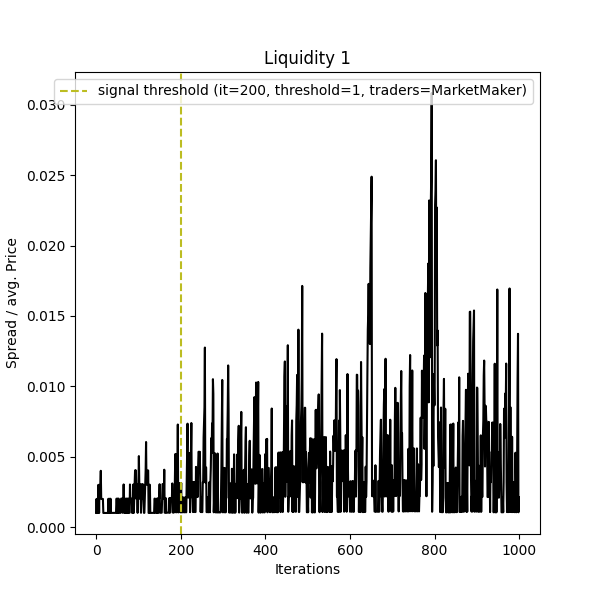 Liquidity 1
signal threshold (it=200, threshold=1, traders=MarketMaker)
0.030
0.025
0.020
0.015
0.010
0.005
0.000
Spread / avg. Price
0 200 400 600 800 1000
Iterations